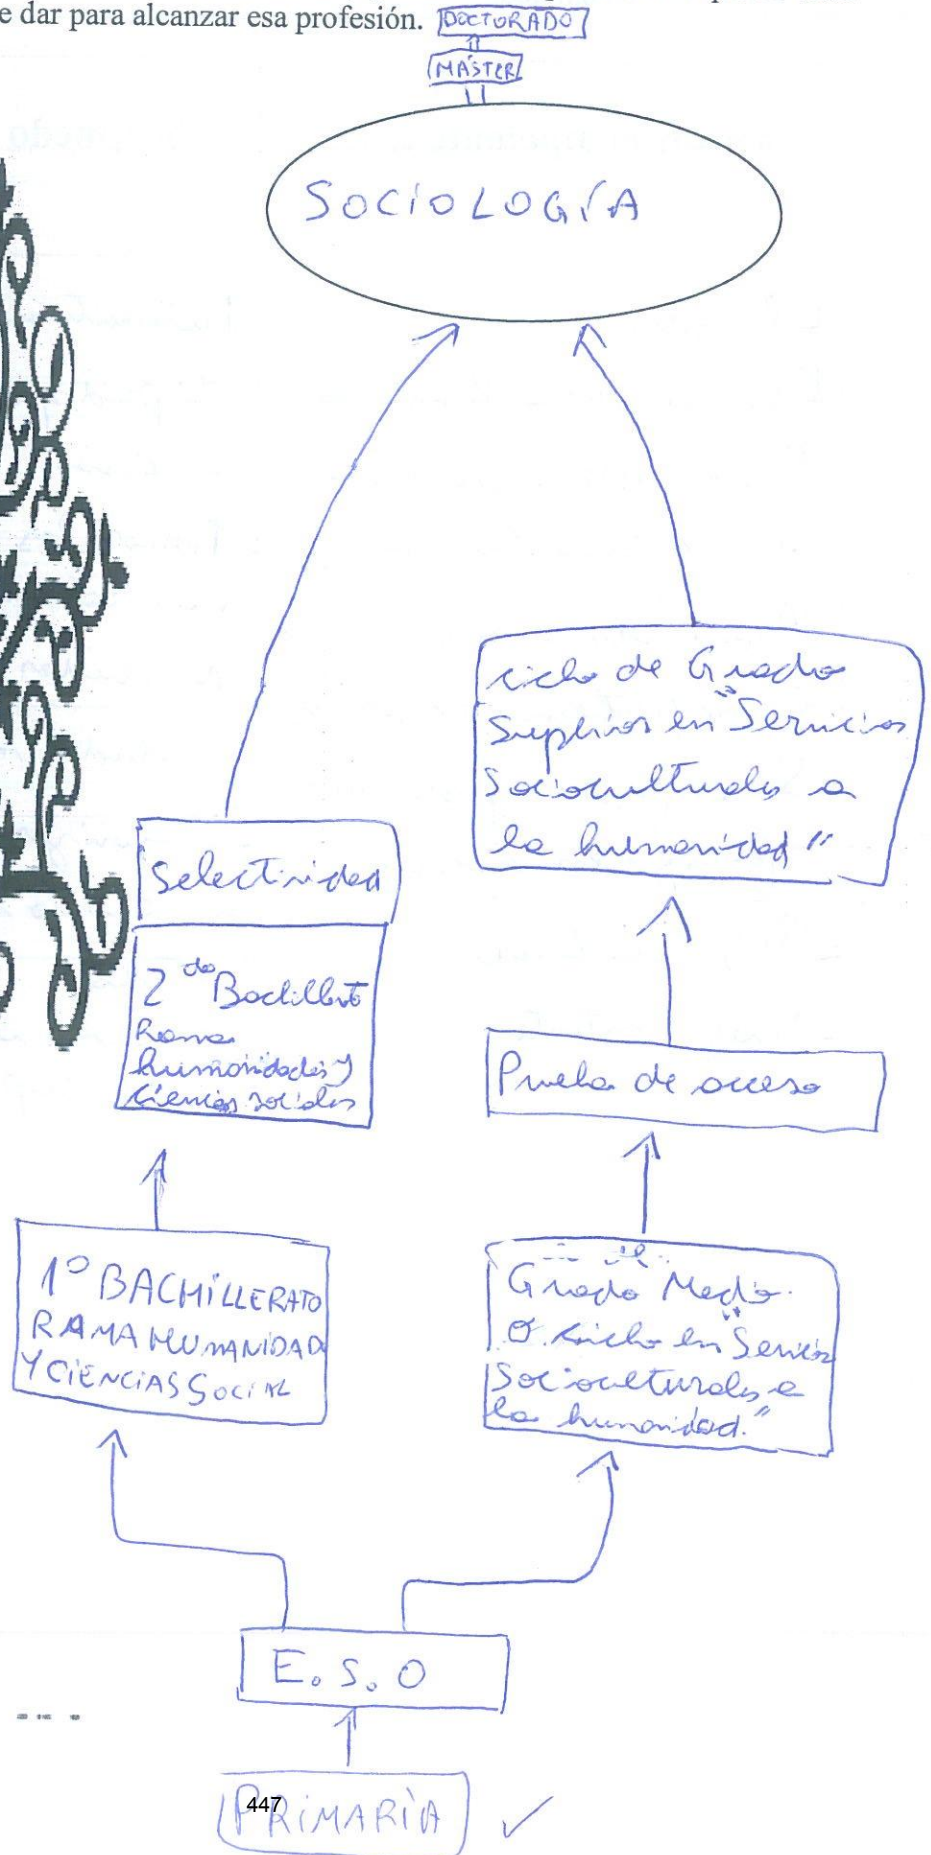 e dar para alcanzar esa profesión.
DOCTORADO
MÁSTER
SOCIOLOGÍA
ciclo de Grado
Superior en "Servicios
Socioculturales a
la humanidad"
Selectividad
2do Bachillerato
Rama
humanidades y
ciencias sociales
Prueba de acceso
1º BACHILLERATO
RAMA HUMANIDAD
Y CIENCIAS SOCIAL
Grado Medio.
O ciclo en "Servicios
Socioculturales a
la humanidad."
E.S.O
PRIMARÌA
447